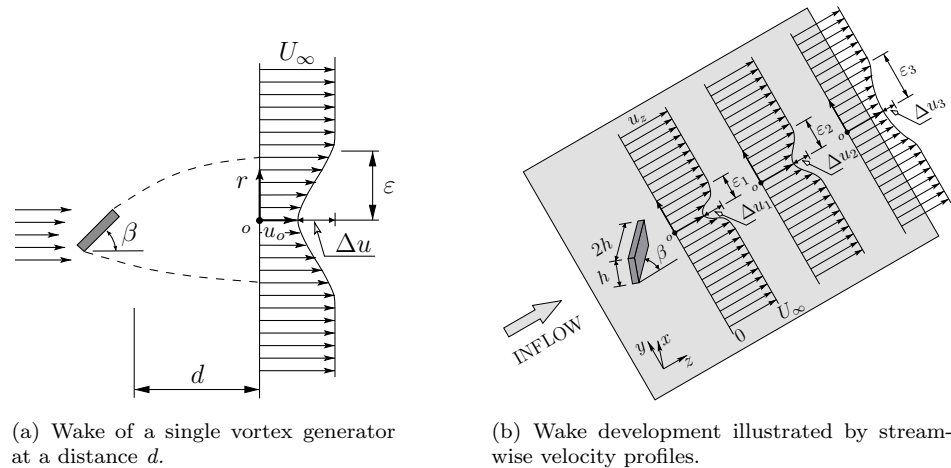 U∞
r
ε
β
o
u₀
Δu
d
(a) Wake of a single vortex generator
at a distance d.
ε₃
Δu₃
u_z
o
ε₂
Δu₂
o
ε₁
Δu₁
o
2h
h
β
U∞
0
INFLOW
y
x
z
(b) Wake development illustrated by stream-
wise velocity profiles.